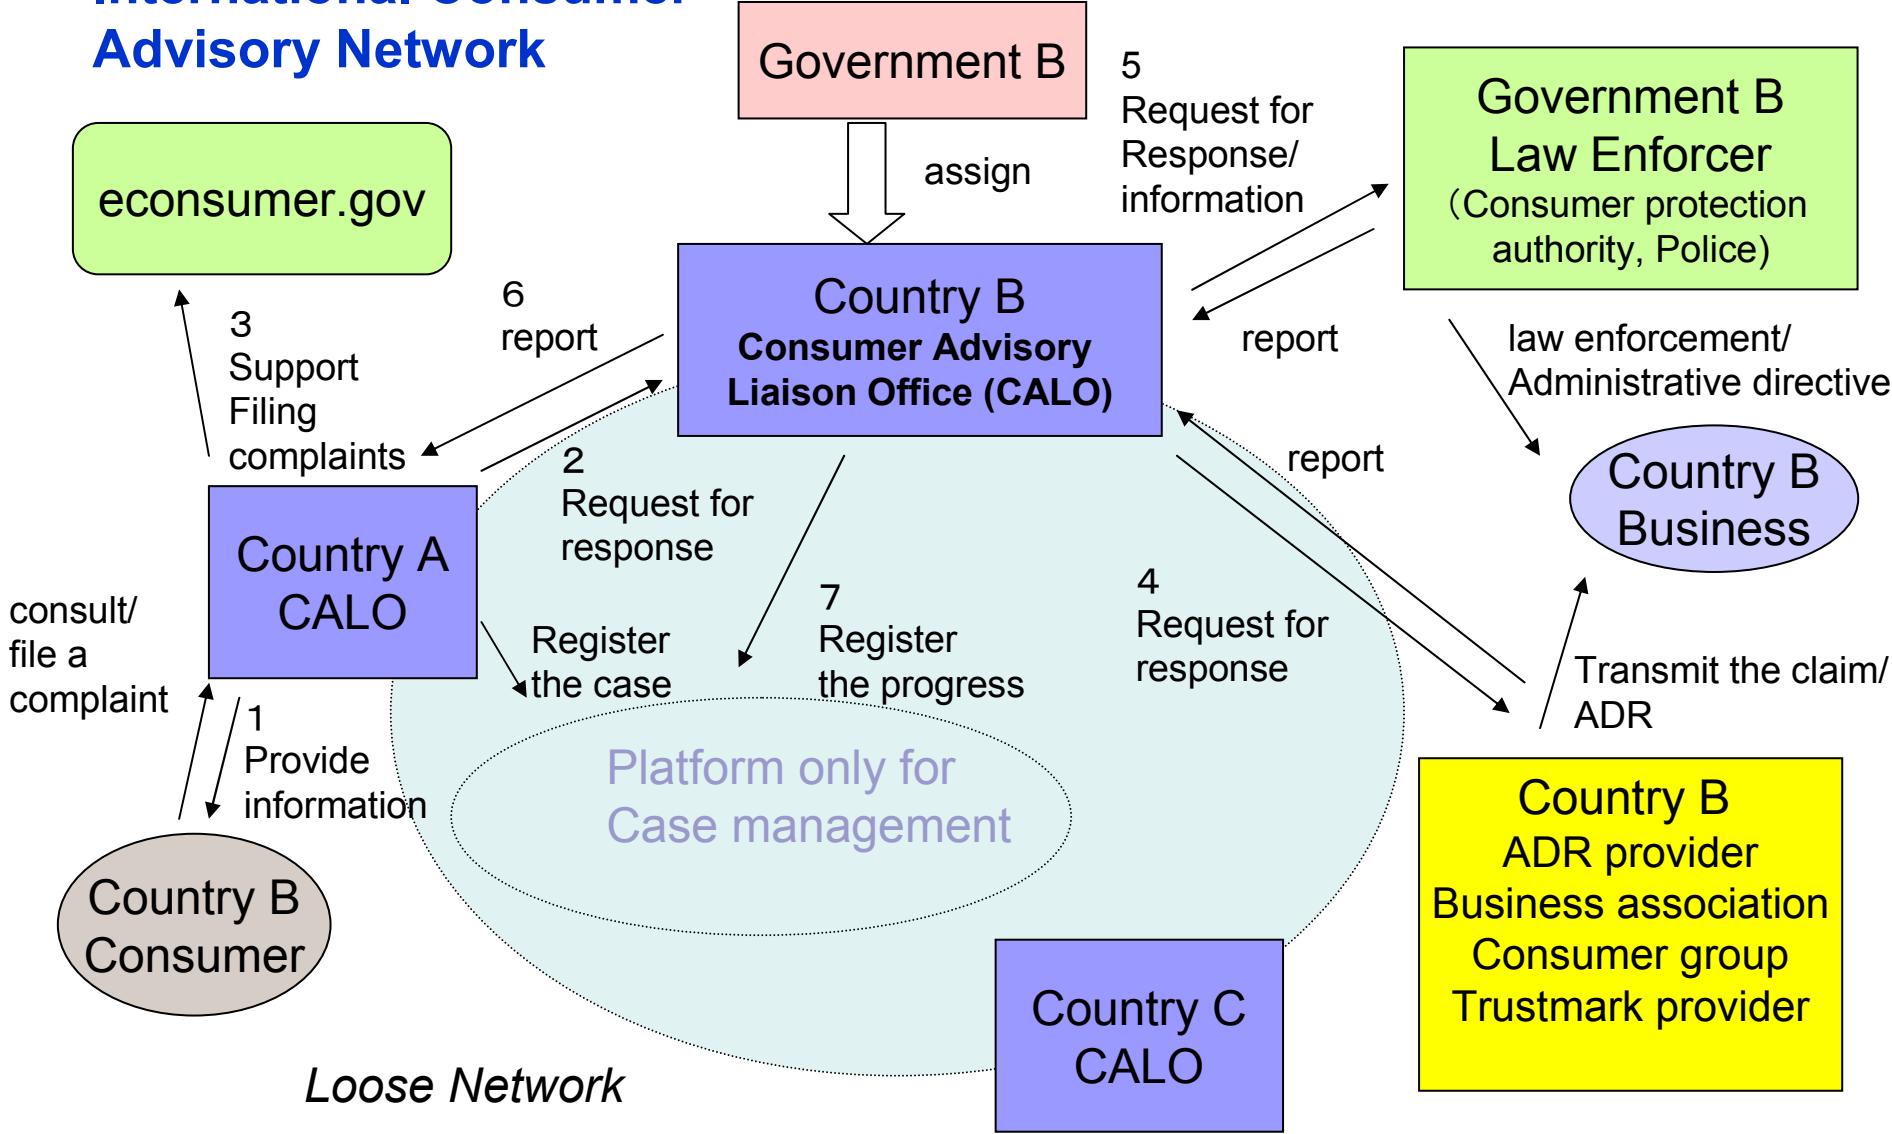 International Consumer
Advisory Network
Government B
5
Request for
Response/
information
Government B
Law Enforcer
（Consumer protection
authority, Police)
econsumer.gov
assign
6
report
3
Support
Filing
complaints
Country B
Consumer Advisory
Liaison Office (CALO)
report
law enforcement/
Administrative directive
2
Request for
response
report
Country B
Business
Country A
CALO
consult/
file a
complaint
Register
the case
7
Register
the progress
4
Request for
response
Transmit the claim/
ADR
1
Provide
information
Platform only for
Case management
Country B
ADR provider
Business association
Consumer group
Trustmark provider
Country B
Consumer
Country C
CALO
Loose Network